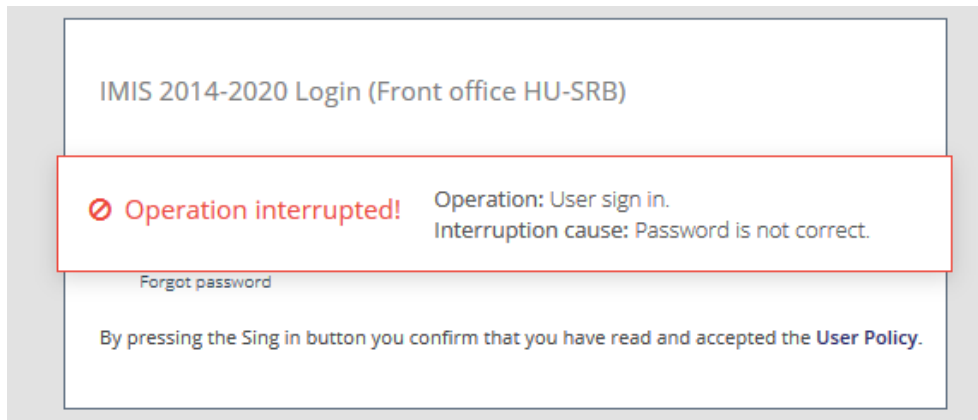 IMIS 2014-2020 Login (Front office HU-SRB)
Operation interrupted!
Operation: User sign in.
Interruption cause: Password is not correct.
Forgot password
By pressing the Sing in button you confirm that you have read and accepted the User Policy.